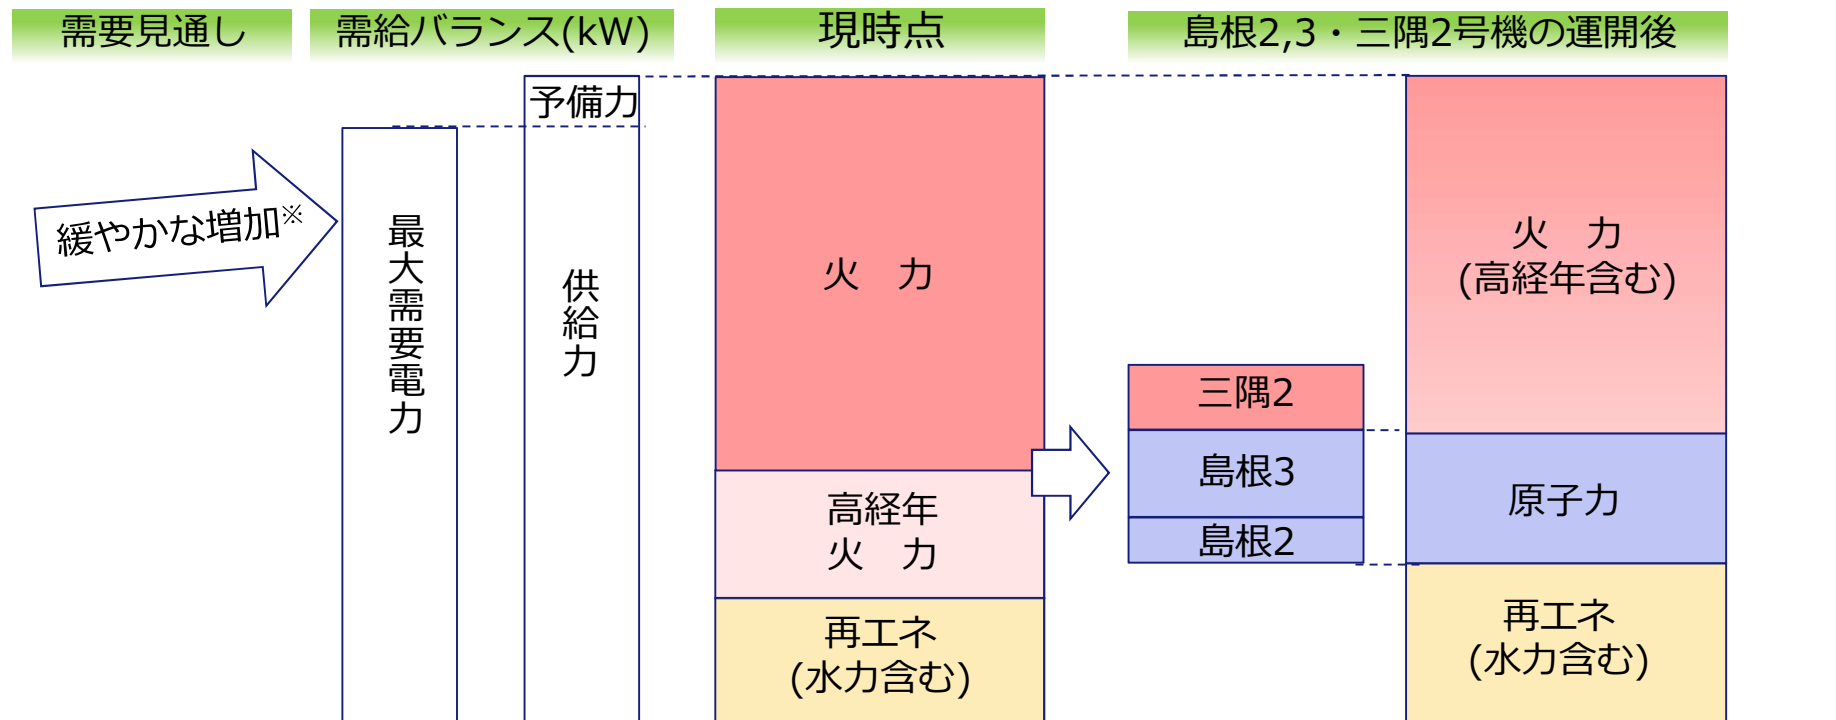 需要見通し
需給バランス(kW)
現時点
島根2,3・三隅2号機の運開後
緩やかな増加※
最大需要電力
予備力
供給力
火　力
高経年
火　力
再エネ
(水力含む)
三隅2
島根3
島根2
火　力
(高経年含む)
原子力
再エネ
(水力含む)